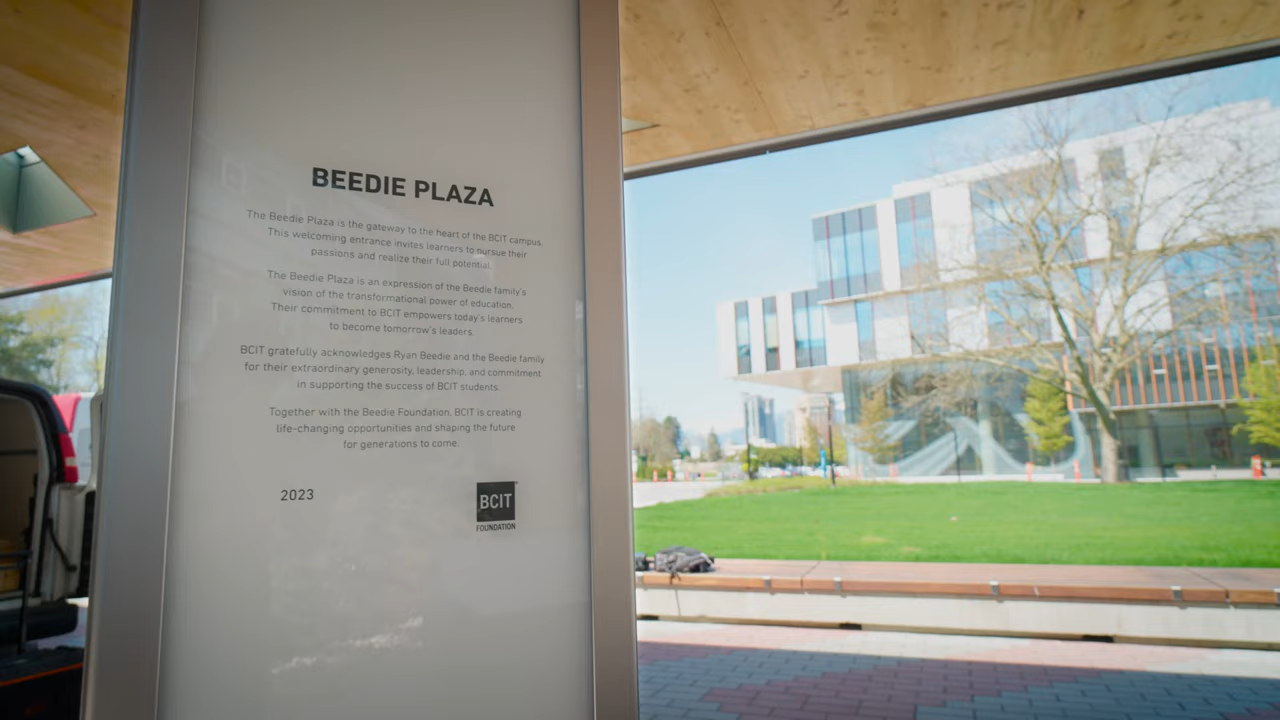 BEEDIE PLAZA
The Beedie Plaza is the gateway to the heart of the BCIT campus.
This welcoming entrance invites learners to pursue their
passions and realize their full potential.
The Beedie Plaza is an expression of the Beedie family's
vision of the transformational power of education.
Their commitment to BCIT empowers today's learners
to become tomorrow's leaders.
BCIT gratefully acknowledges Ryan Beedie and the Beedie family
for their extraordinary generosity, leadership, and commitment
in supporting the success of BCIT students.
Together with the Beedie Foundation, BCIT is creating
life-changing opportunities and shaping the future
for generations to come.
2023
BCIT
FOUNDATION